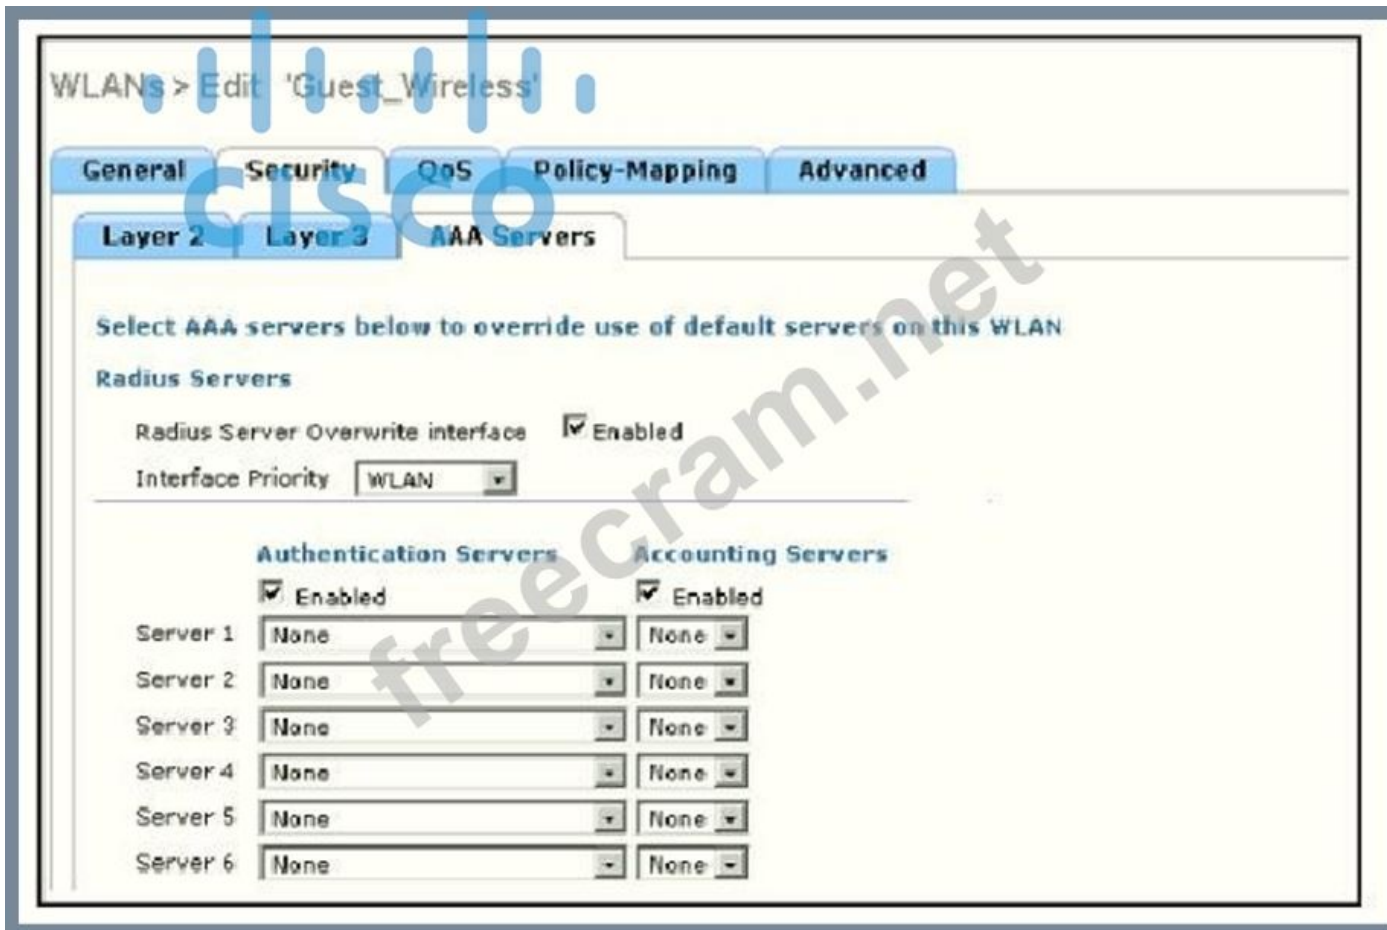 WLANs > Edit 'Guest_Wireless'
CISCO
General Security QoS Policy-Mapping Advanced
Layer 2 Layer 3 AAA Servers
Select AAA servers below to override use of default servers on this WLAN
Radius Servers
Radius Server Overwrite interface Enabled
Interface Priority WLAN
Authentication Servers Accounting Servers
Enabled Enabled
Server 1 None None
Server 2 None None
Server 3 None None
Server 4 None None
Server 5 None None
Server 6 None None
freecram.net